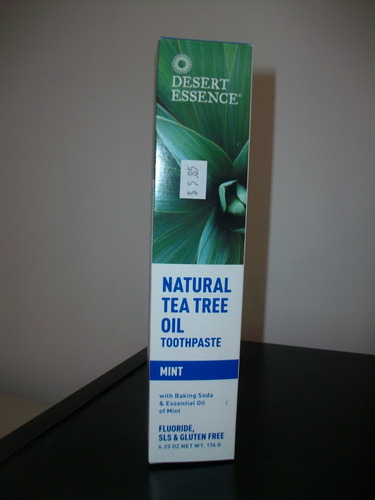 DESERT
ESSENCE®
$ 5.85
NATURAL
TEA TREE
OIL
TOOTHPASTE
MINT
with Baking Soda
& Essential Oil
of Mint
FLUORIDE,
SLS & GLUTEN FREE
6.25 OZ NET WT. 176 G